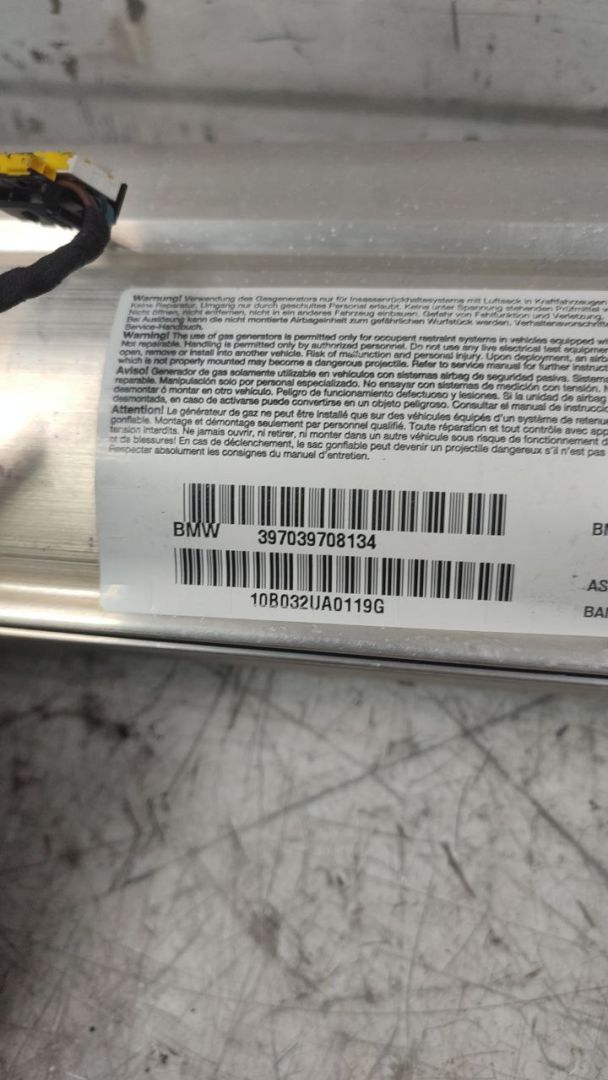 Warnung! Verwendung des Gasgenerators nur für Insassenrückhaltesysteme mit Luftsack in Kraftfahrzeugen
Keine Reparatur, Umgang nur durch geschultes Personal erlaubt. Keine unter Spannung stehenden Prüfmittel
Nicht öffnen, nicht entfernen, nicht in ein anderes Fahrzeug einbauen. Gefahr von Fehlfunktion und Verletzung.
Bei Auslösung kann die nicht montierte Airbageinheit zum gefährlichen Wurfstück werden. Verhaltensvorschrift
Service-Handbuch.
Warning! The use of gas generators is permitted only for occupant restraint systems in vehicles equipped wi
Not repairable. Handling is permitted only by authorized personnel. Do not use any live electrical test equipme
open, remove or install into another vehicle. Risk of malfunction and personal injury. Upon deployment, an airb
which is not properly mounted may become a dangerous projectile. Refer to service manual for further instruct
Aviso! Generador de gas solamente utilizable en vehículos con sistemas airbag de seguridad pasiva. Sistema
reparable. Manipulación solo por personal especializado. No ensayar con sistemas de medición con tensión.
desmontar ó montar en otro vehículo. Peligro de funcionamiento defectuoso y lesiones. Si la unidad de airbag
desmontada, en caso de activarse puede convertirse en un objeto peligroso. Consultar el manual de instrucció
Attention! Le générateur de gaz ne peut être installé que sur des véhicules équipés d'un système de retenue
gonflable. Montage et démontage seulement par personnel qualifié. Toute réparation et tout contrôle avec app
tension interdits. Ne jamais ouvrir, ni retirer, ni monter dans un autre véhicule sous risque de fonctionnement d
et de blessures! En cas de déclenchement, le sac gonflable peut devenir un projectile dangereux s'il n'est pas
Respecter absolument les consignes du manuel d'entretien.
BMW 397039708134
10B032UA0119G
BM
AS
BAI